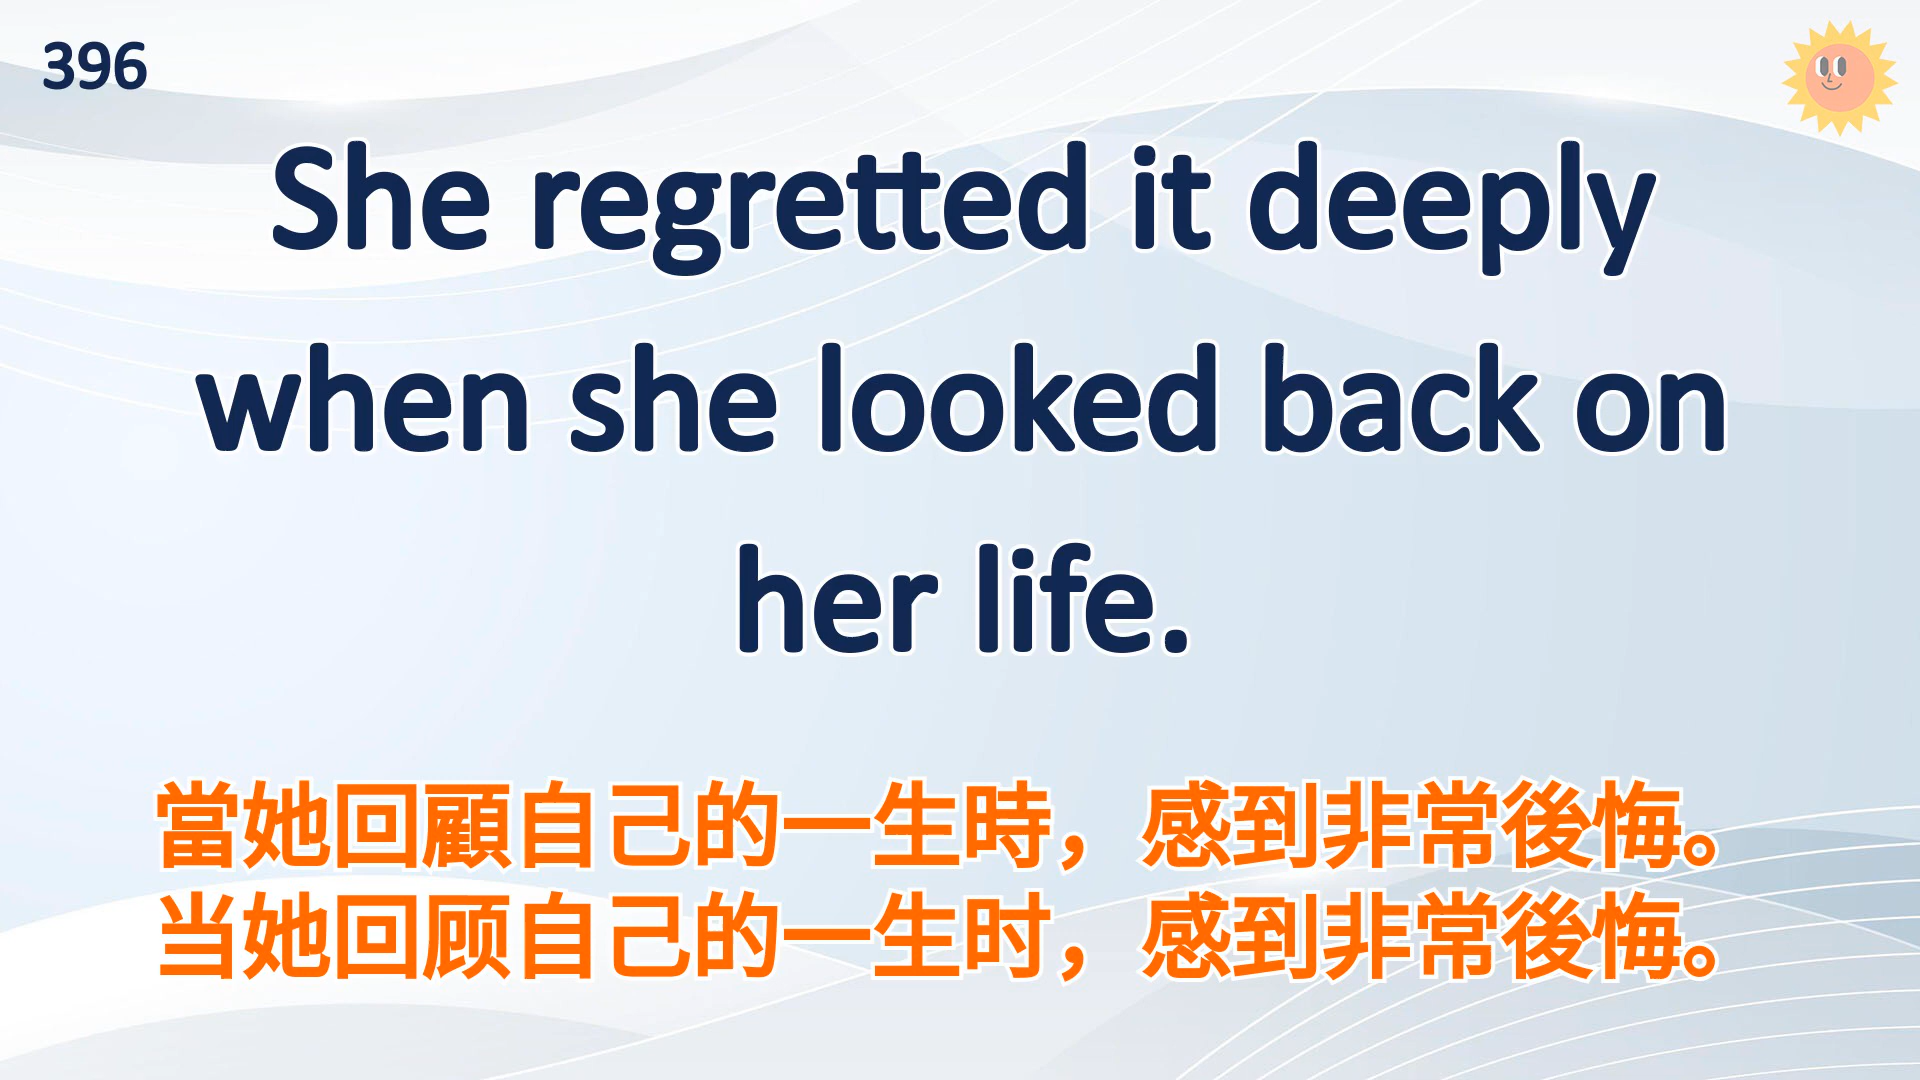 396
She regretted it deeply
when she looked back on
her life.
當她回顧自己的一生時，感到非常後悔。
当她回顾自己的一生时，感到非常後悔。